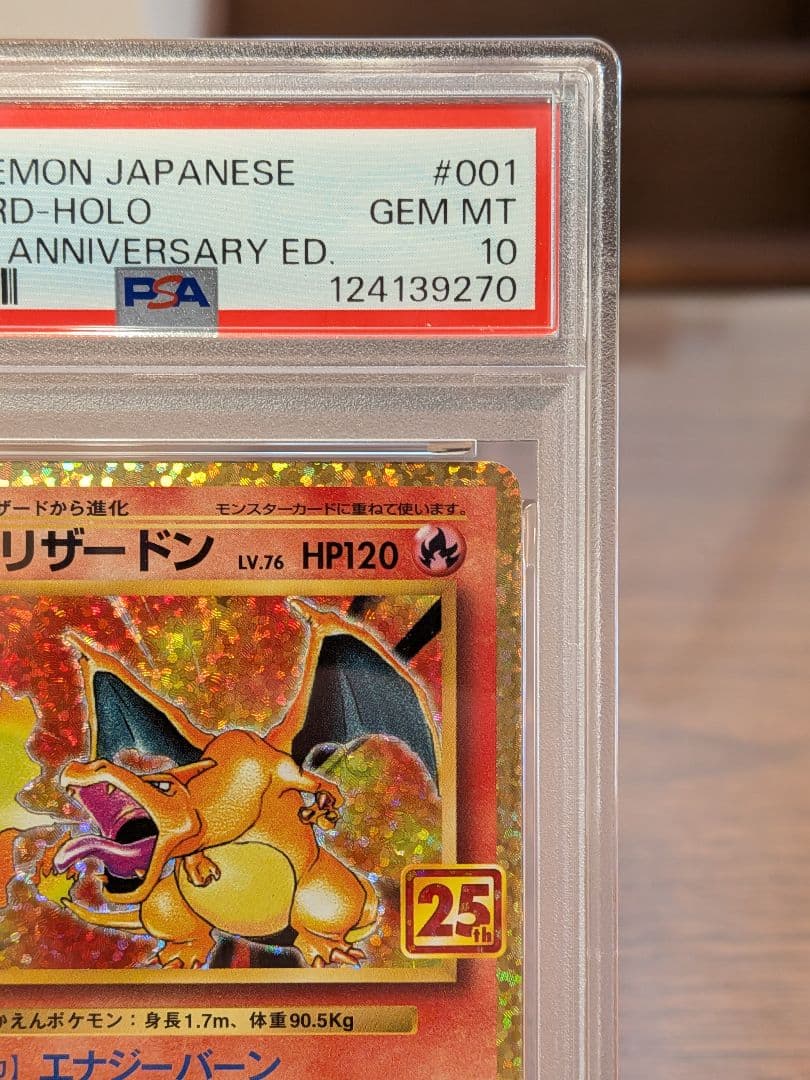 EMON JAPANESE #001
RD-HOLO GEM MT
ANNIVERSARY ED. 10
PSA 124139270
ザードから進化 モンスターカードに重ねて使います。
リザードン LV.76 HP120
25th
かえんポケモン：身長1.7m、体重90.5Kg
エナジーバーン